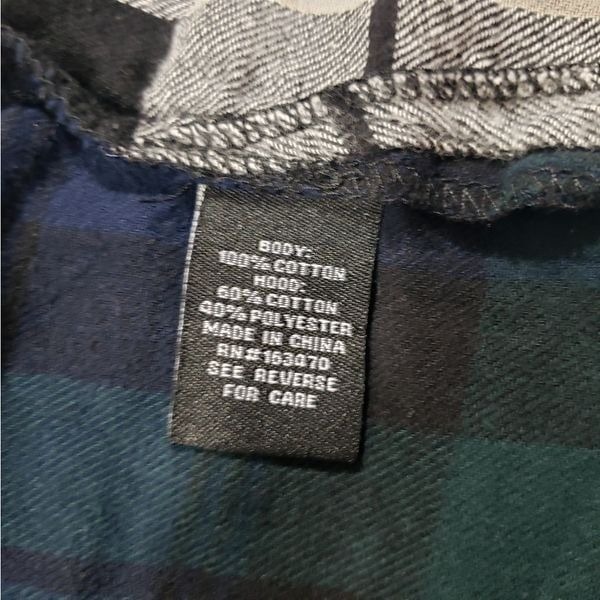 BODY:
100% COTTON
HOOD:
60% COTTON
40% POLYESTER
MADE IN CHINA
RN#163470
SEE REVERSE
FOR CARE